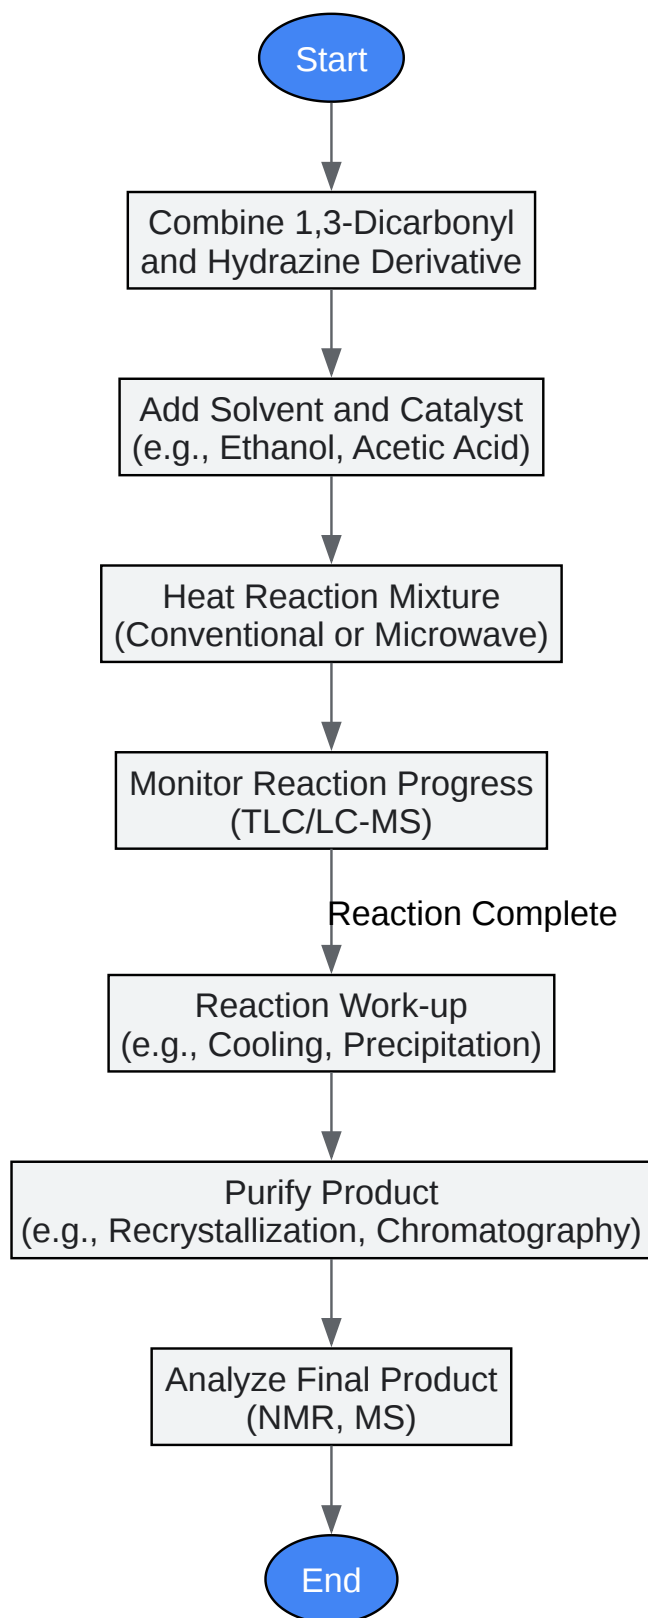 Start
Combine 1,3-Dicarbonyl
and Hydrazine Derivative
Add Solvent and Catalyst
(e.g., Ethanol, Acetic Acid)
Heat Reaction Mixture
(Conventional or Microwave)
Monitor Reaction Progress
(TLC/LC-MS)
Reaction Complete
Reaction Work-up
(e.g., Cooling, Precipitation)
Purify Product
(e.g., Recrystallization, Chromatography)
Analyze Final Product
(NMR, MS)
End